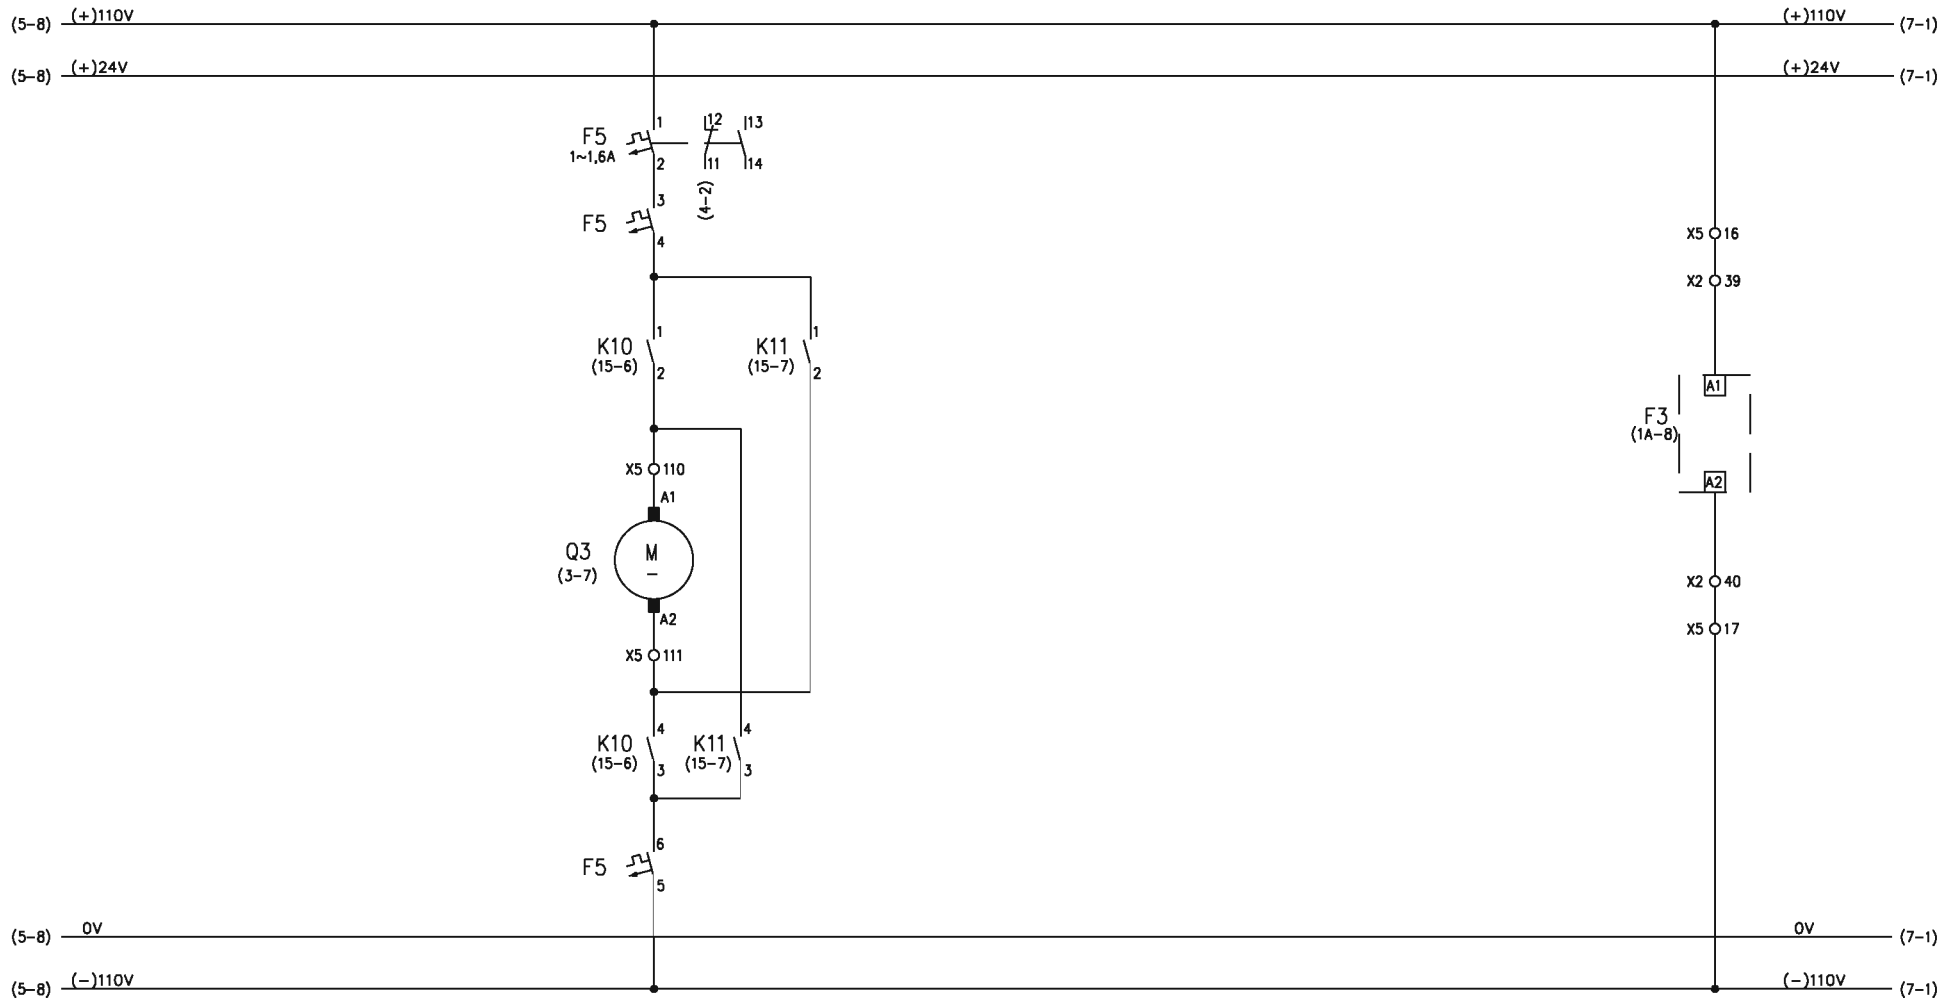 (5-8) (+)110V (+)110V (7-1)
(5-8) (+)24V (+)24V (7-1)
F5 1 12 13
1~1,6A 2 11 14
(4-2)
F5 3
4
X5 16
X2 39
K10 1 K11 1
(15-6) 2 (15-7) 2
A1
F3
(1A-8)
X5 110
A1
A2
Q3 M
(3-7) –
X2 40
A2
X5 17
X5 111
K10 4 K11 4
(15-6) 3 (15-7) 3
F5 6
5
(5-8) 0V 0V (7-1)
(5-8) (-)110V (-)110V (7-1)